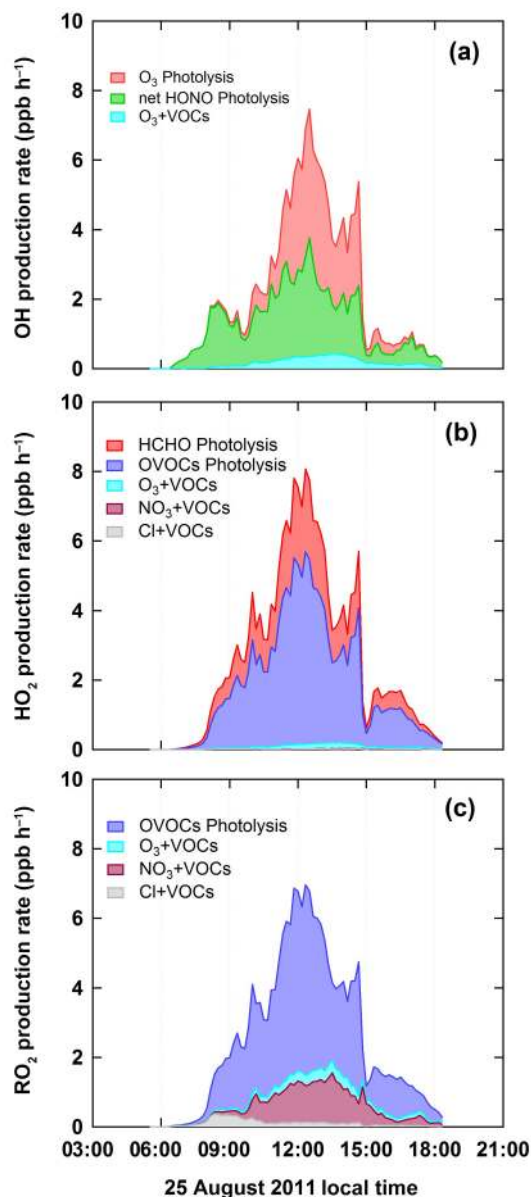 (a)
10
8
6
4
2
0
OH production rate (ppb h⁻¹)
O₃ Photolysis
net HONO Photolysis
O₃+VOCs
(b)
10
8
6
4
2
0
HO₂ production rate (ppb h⁻¹)
HCHO Photolysis
OVOCs Photolysis
O₃+VOCs
NO₃+VOCs
Cl+VOCs
(c)
10
8
6
4
2
0
RO₂ production rate (ppb h⁻¹)
OVOCs Photolysis
O₃+VOCs
NO₃+VOCs
Cl+VOCs
03:00 06:00 09:00 12:00 15:00 18:00 21:00
25 August 2011 local time